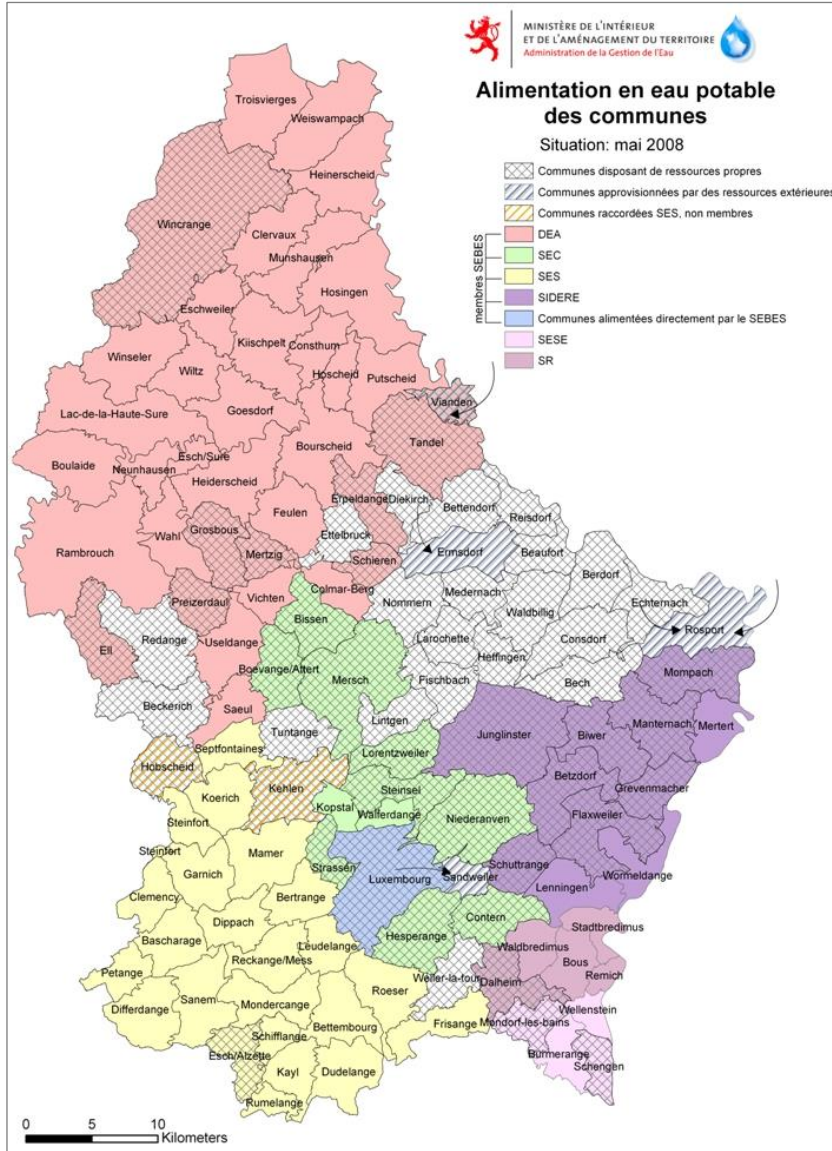 MINISTÈRE DE L'INTÉRIEUR
ET DE L'AMÉNAGEMENT DU TERRITOIRE
Administration de la Gestion de l'Eau
Alimentation en eau potable
des communes
Situation: mai 2008
Communes disposant de ressources propres
Communes approvisionnées par des ressources extérieures
Communes raccordées SES, non membres
membres SEBES
DEA
SEC
SES
SIDERE
Communes alimentées directement par le SEBES
SESE
SR
Troisvierges
Weiswampach
Heinerscheid
Wincrange
Clervaux
Munshausen
Hosingen
Eschweiler
Kiischpelt
Consthum
Winseler
Wiltz
Hoscheid
Putscheid
Vianden
Lac-de-la-Haute-Sure
Goesdorf
Tandel
Bourscheid
Boulaide
Neunhausen
Esch/Sure
Heiderscheid
Erpeldange
Diekirch
Bettendorf
Feulen
Reisdorf
Grosbous
Ettelbruck
Rambrouch
Wahl
Mertzig
Schieren
Ermsdorf
Beaufort
Berdorf
Preizerdaul
Vichten
Colmar-Berg
Nommern
Medernach
Waldbillig
Echternach
Bissen
Rosport
Redange
Useldange
Larochette
Consdorf
Ell
Heffingen
Boevange/Attert
Mersch
Fischbach
Bech
Mompach
Beckerich
Saeul
Lintgen
Tuntange
Junglinster
Biwer
Manternach
Mertert
Septfontaines
Lorentzweiler
Hobscheid
Betzdorf
Kehlen
Steinsel
Grevenmacher
Koerich
Kopstal
Walferdange
Niederanven
Flaxweiler
Steinfort
Steinfort
Mamer
Strassen
Schuttrange
Wormeldange
Garnich
Luxembourg
Sandweiler
Lenningen
Clemency
Bertrange
Dippach
Contern
Stadtbredimus
Bascharage
Leudelange
Hesperange
Waldbredimus
Reckange/Mess
Bous
Petange
Weiler-la-tour
Remich
Sanem
Roeser
Dalheim
Differdange
Mondercange
Wellenstein
Bettembourg
Frisange
Mondorf-les-bains
Schifflange
Esch/Alzette
Burmerange
Schengen
Kayl
Dudelange
Rumelange
0 5 10
Kilometers